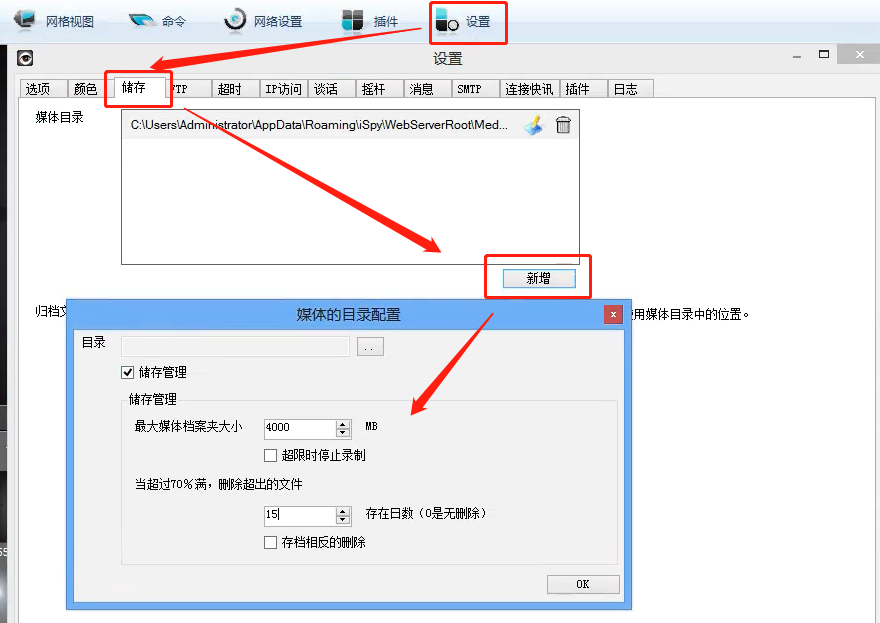 网格视图 命令 网络设置 插件 设置
设置
选项 颜色 储存 TP 超时 IP访问 谈话 摇杆 消息 SMTP 连接快讯 插件 日志
媒体目录
C:\Users\Administrator\AppData\Roaming\iSpy\WebServerRoot\Med...
新增
归档文 使用媒体目录中的位置。
媒体的目录配置
x
目录 ..
储存管理
储存管理
最大媒体档案夹大小 4000 MB
超限时停止录制
当超过70%满，删除超出的文件
15 存在日数（0是无删除）
存档相反的删除
OK